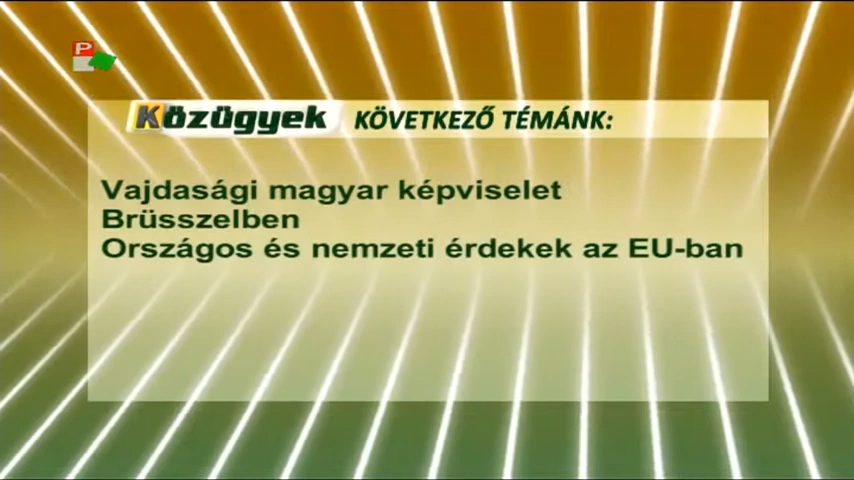 P
Közügyek KÖVETKEZŐ TÉMÁNK:
Vajdasági magyar képviselet
Brüsszelben
Országos és nemzeti érdekek az EU-ban